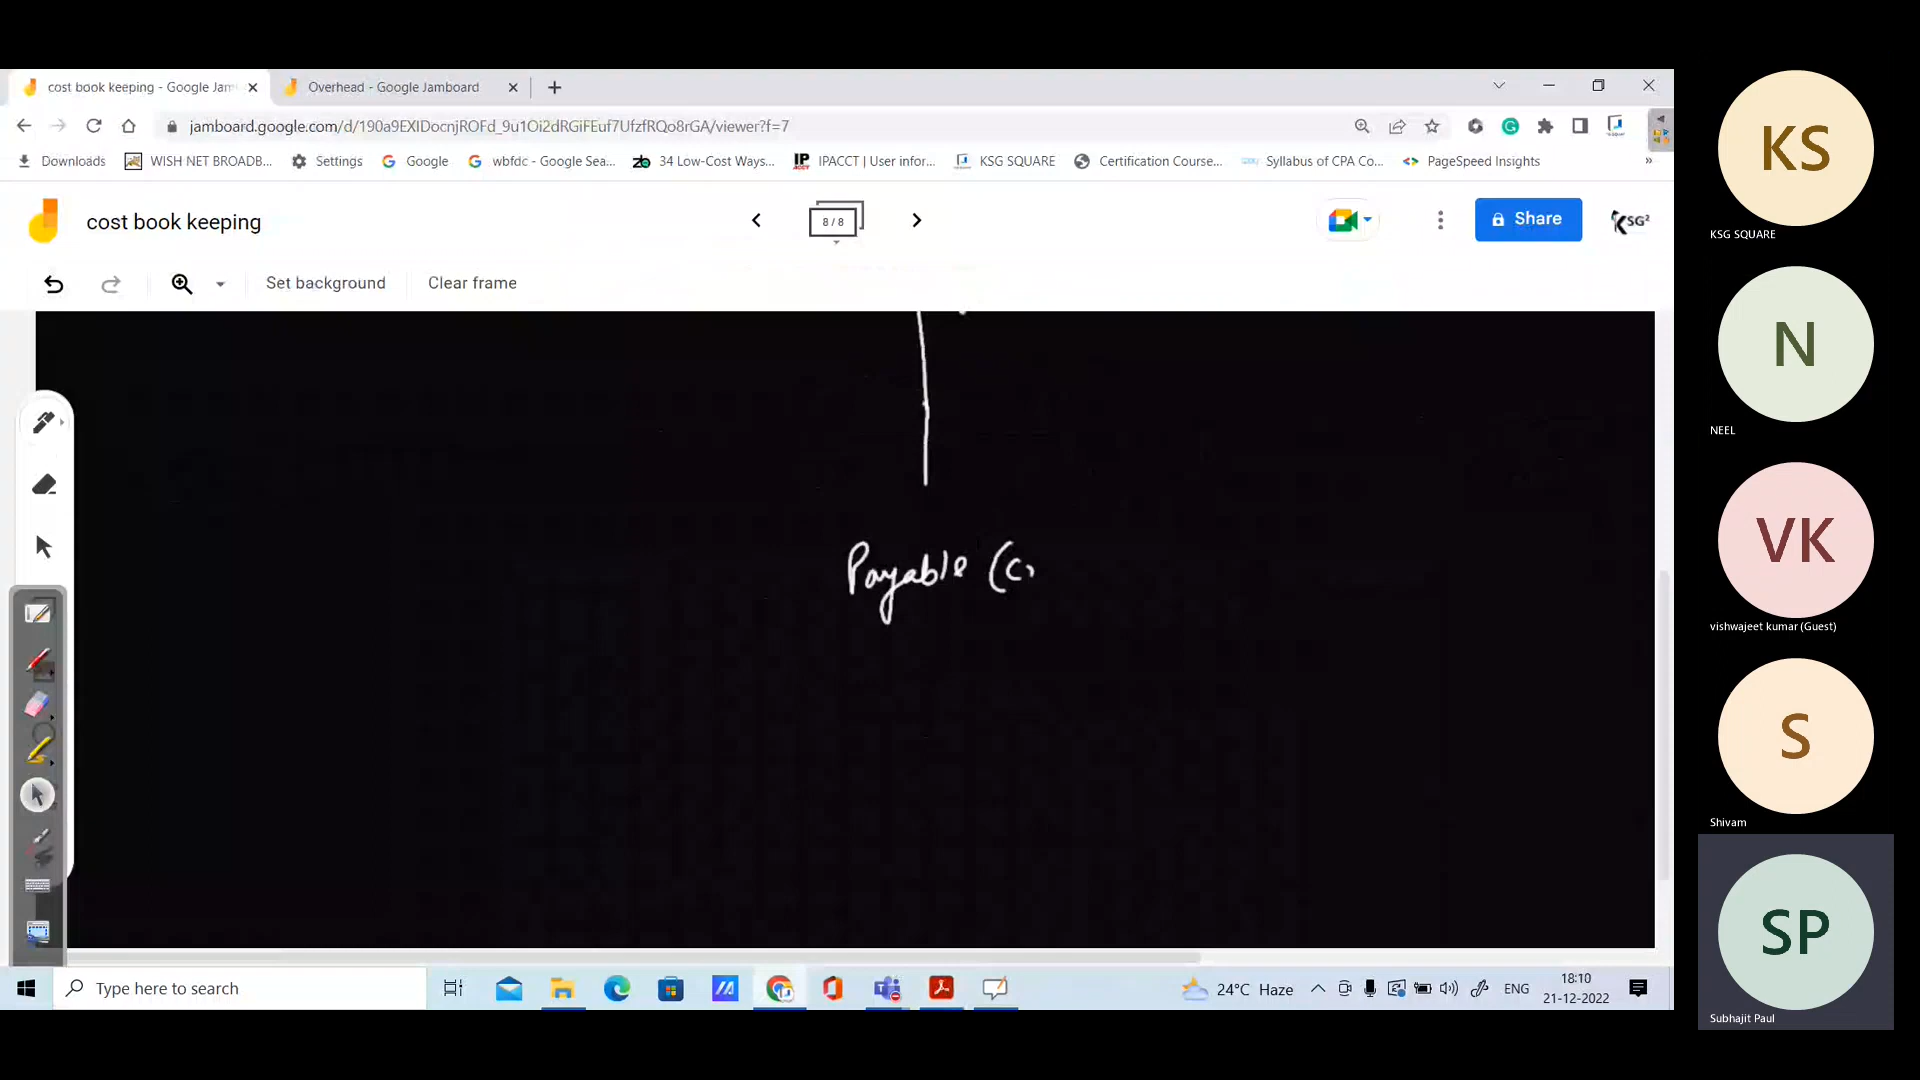 cost book keeping - Google Jam
Overhead - Google Jamboard
jamboard.google.com/d/190a9EXIDocnjROFd_9u1Oi2dRGiFEuf7UfzfRQo8rGA/viewer?f=7
Downloads
WISH NET BROADB...
Settings
Google
wbfdc - Google Sea...
34 Low-Cost Ways...
IPACCT | User infor...
KSG SQUARE
Certification Course...
Syllabus of CPA Co...
PageSpeed Insights
»
cost book keeping
8 / 8
Share
KSG²
Set background
Clear frame
Payable (c
Type here to search
24°C Haze
ENG
18:10
21-12-2022
KS
KSG SQUARE
N
NEEL
VK
vishwajeet kumar (Guest)
S
Shivam
SP
Subhajit Paul